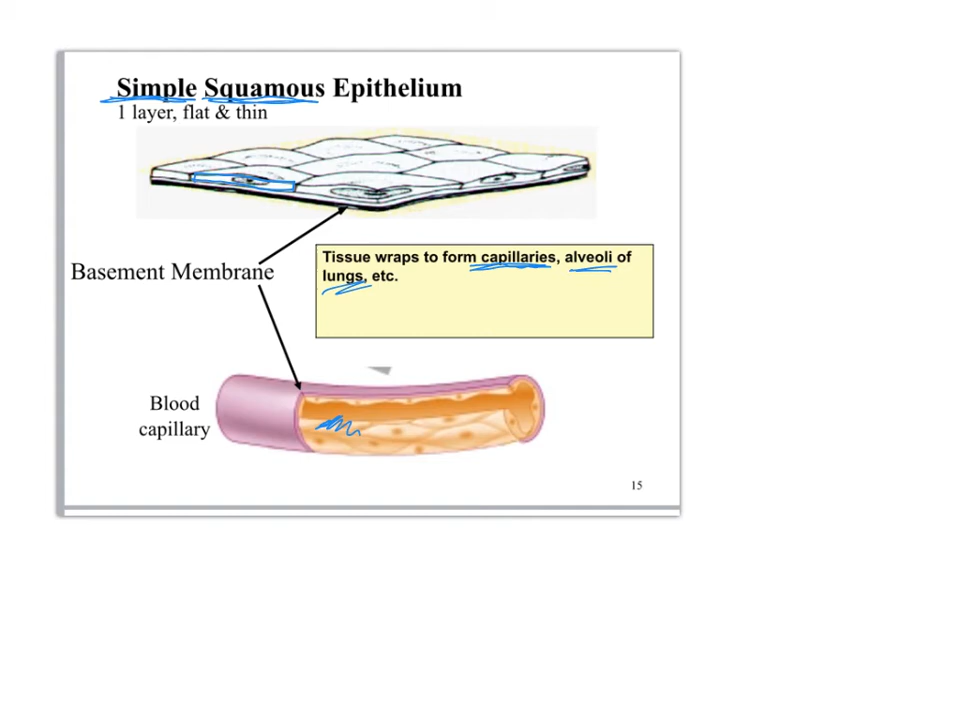 Simple Squamous Epithelium
1 layer, flat & thin
Basement Membrane
Tissue wraps to form capillaries, alveoli of
lungs, etc.
Blood
capillary
15